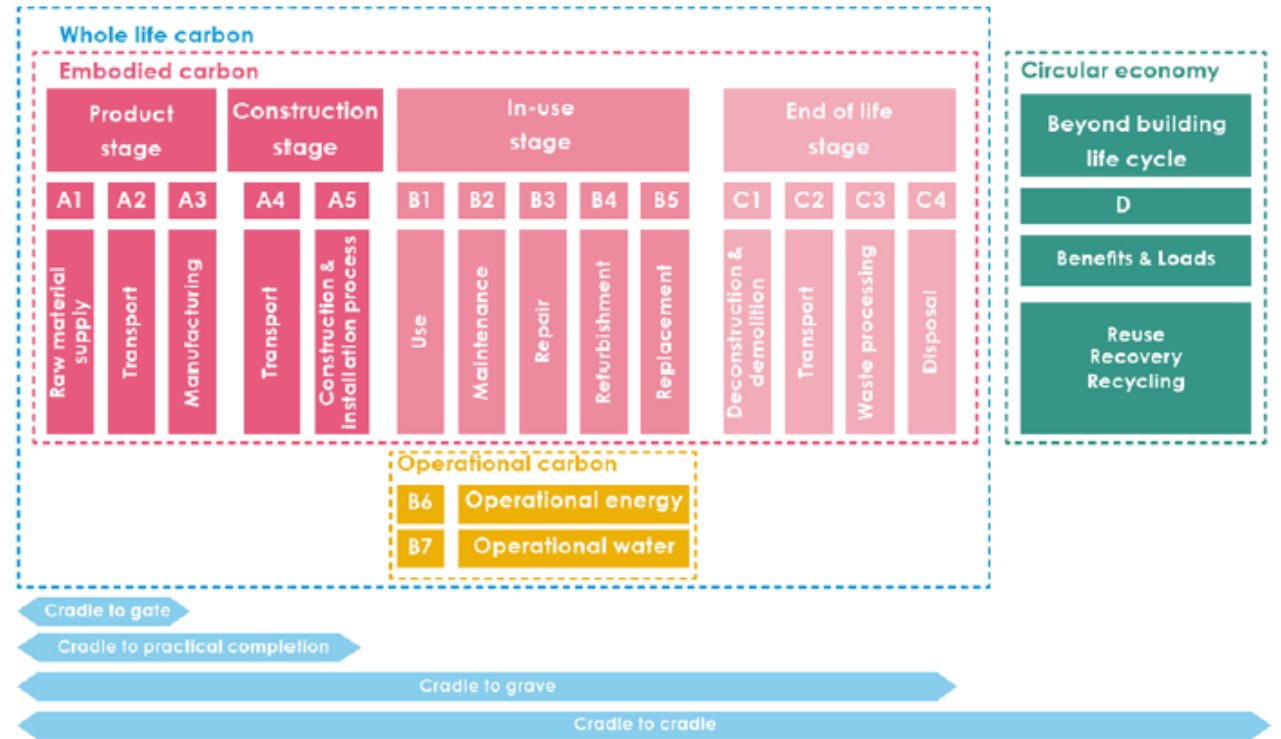 Whole life carbon
Embodied carbon
Product
stage
Construction
stage
In-use
stage
End of life
stage
A1
A2
A3
A4
A5
B1
B2
B3
B4
B5
C1
C2
C3
C4
Raw material
supply
Transport
Manufacturing
Transport
Construction &
installation process
Use
Maintenance
Repair
Refurbishment
Replacement
Deconstruction &
demolition
Transport
Waste processing
Disposal
Operational carbon
B6
Operational energy
B7
Operational water
Circular economy
Beyond building
life cycle
D
Benefits & Loads
Reuse
Recovery
Recycling
Cradle to gate
Cradle to practical completion
Cradle to grave
Cradle to cradle